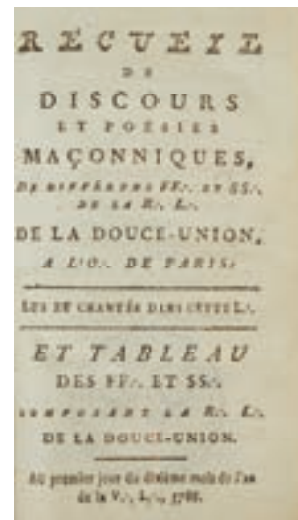 RECUEIL
DE
DISCOURS
ET POÉSIES
MAÇONNIQUES,
DE DIFFÉRENS FF∴ ET SS∴
DE LA R∴ L∴
DE LA DOUCE-UNION,
A L'O∴ DE PARIS.
LUS ET CHANTÉS DANS CETTE L∴
ET TABLEAU
DES FF∴ ET SS∴
COMPOSANT LA R∴ L∴
DE LA DOUCE-UNION.
Au premier jour du dixième mois de l'an
de la V∴ L∴,